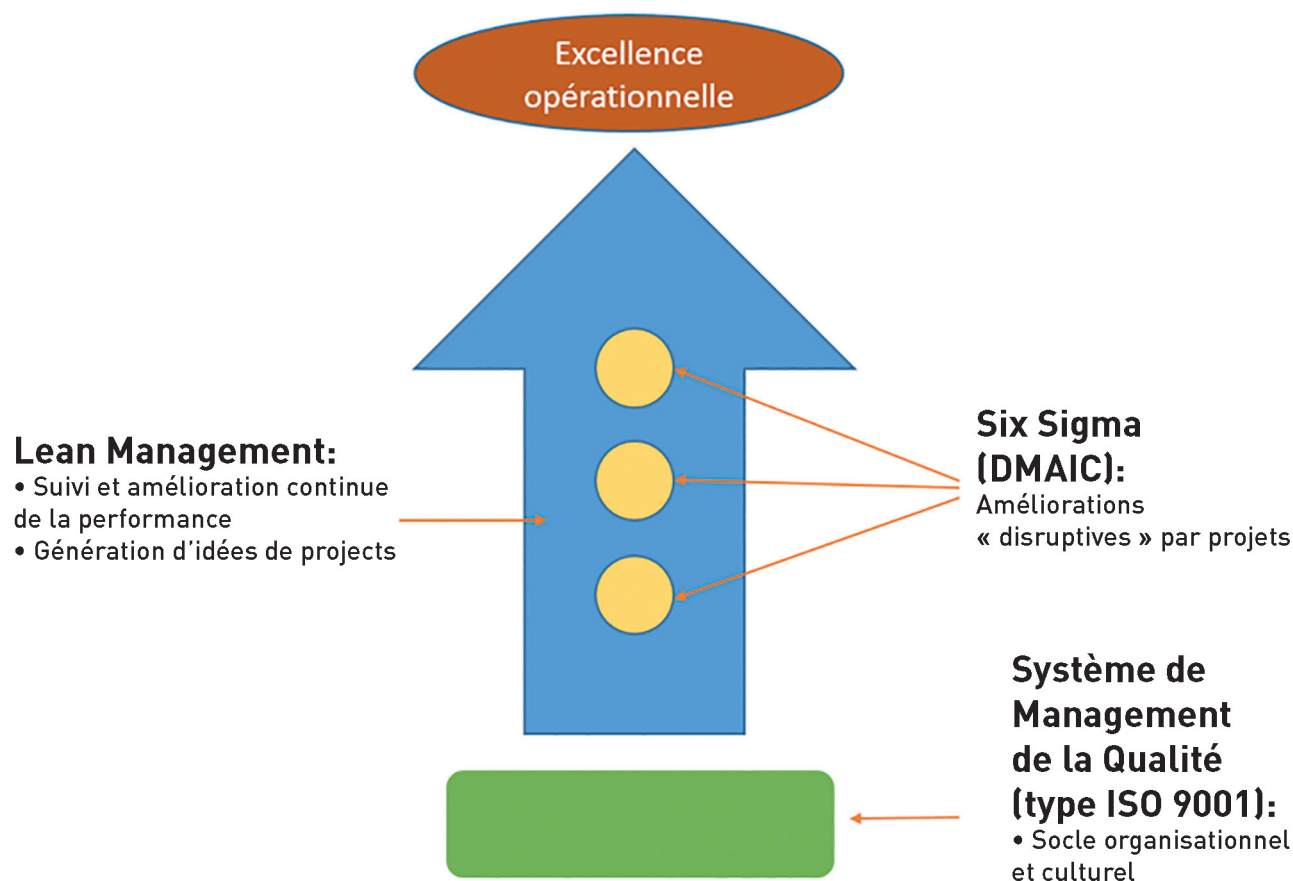 Excellence
opérationnelle
Lean Management:
• Suivi et amélioration continue
de la performance
• Génération d'idées de projects
Six Sigma
(DMAIC):
Améliorations
« disruptives » par projets
Système de
Management
de la Qualité
(type ISO 9001):
• Socle organisationnel
et culturel